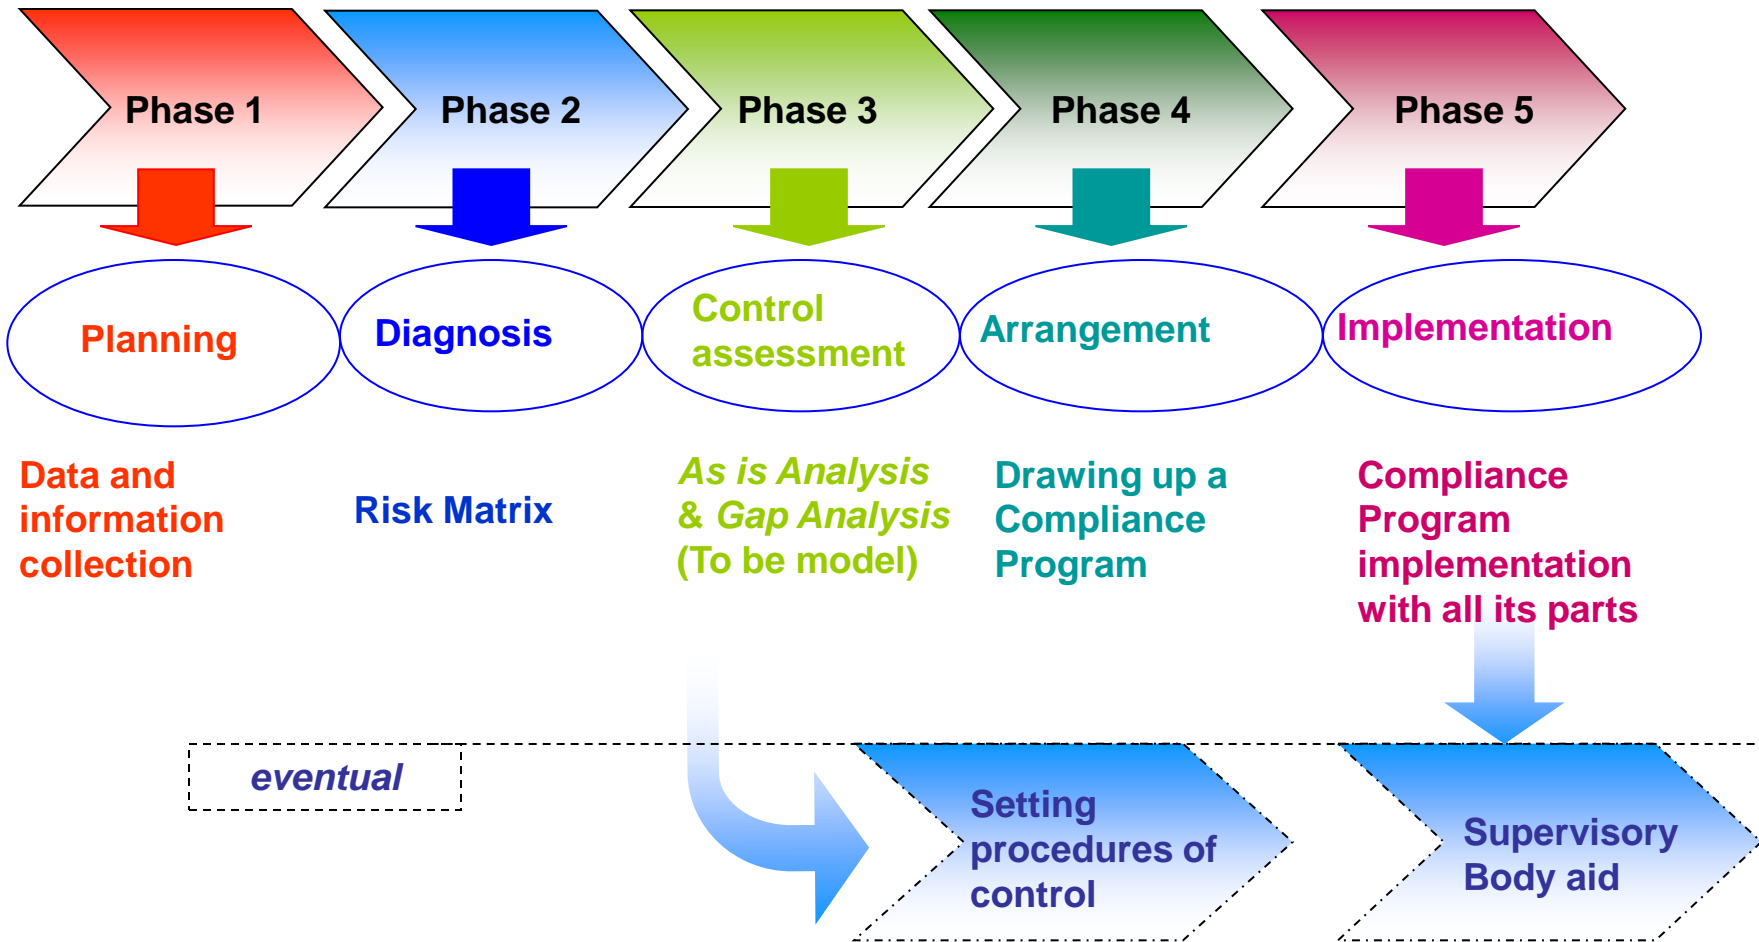 Phase 1
Phase 2
Phase 3
Phase 4
Phase 5
Planning
Diagnosis
Control
assessment
Arrangement
Implementation
Data and
information
collection
Risk Matrix
As is Analysis
& Gap Analysis
(To be model)
Drawing up a
Compliance
Program
Compliance
Program
implementation
with all its parts
eventual
Setting
procedures of
control
Supervisory
Body aid